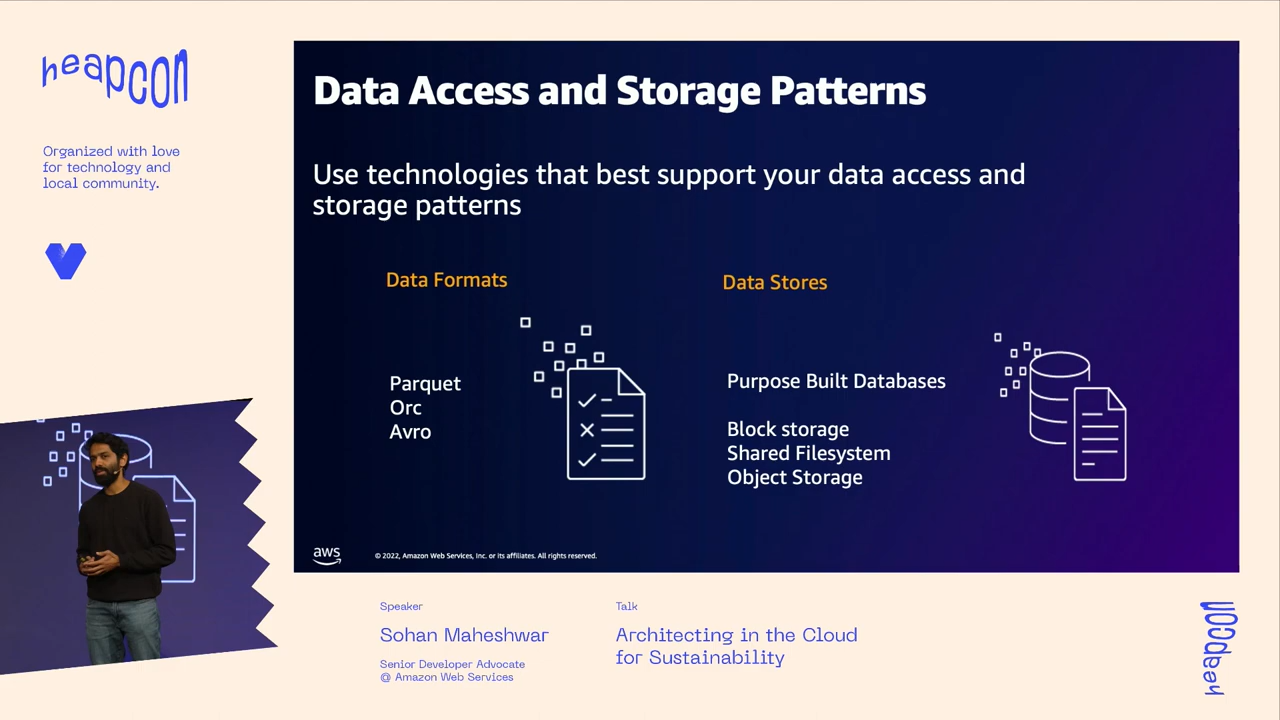 heapcon
Organized with love
for technology and
local community.
Data Access and Storage Patterns
Use technologies that best support your data access and
storage patterns
Data Formats
Parquet
Orc
Avro
Data Stores
Purpose Built Databases
Block storage
Shared Filesystem
Object Storage
aws
© 2022, Amazon Web Services, Inc. or its affiliates. All rights reserved.
Speaker
Sohan Maheshwar
Senior Developer Advocate
@ Amazon Web Services
Talk
Architecting in the Cloud
for Sustainability
heapcon